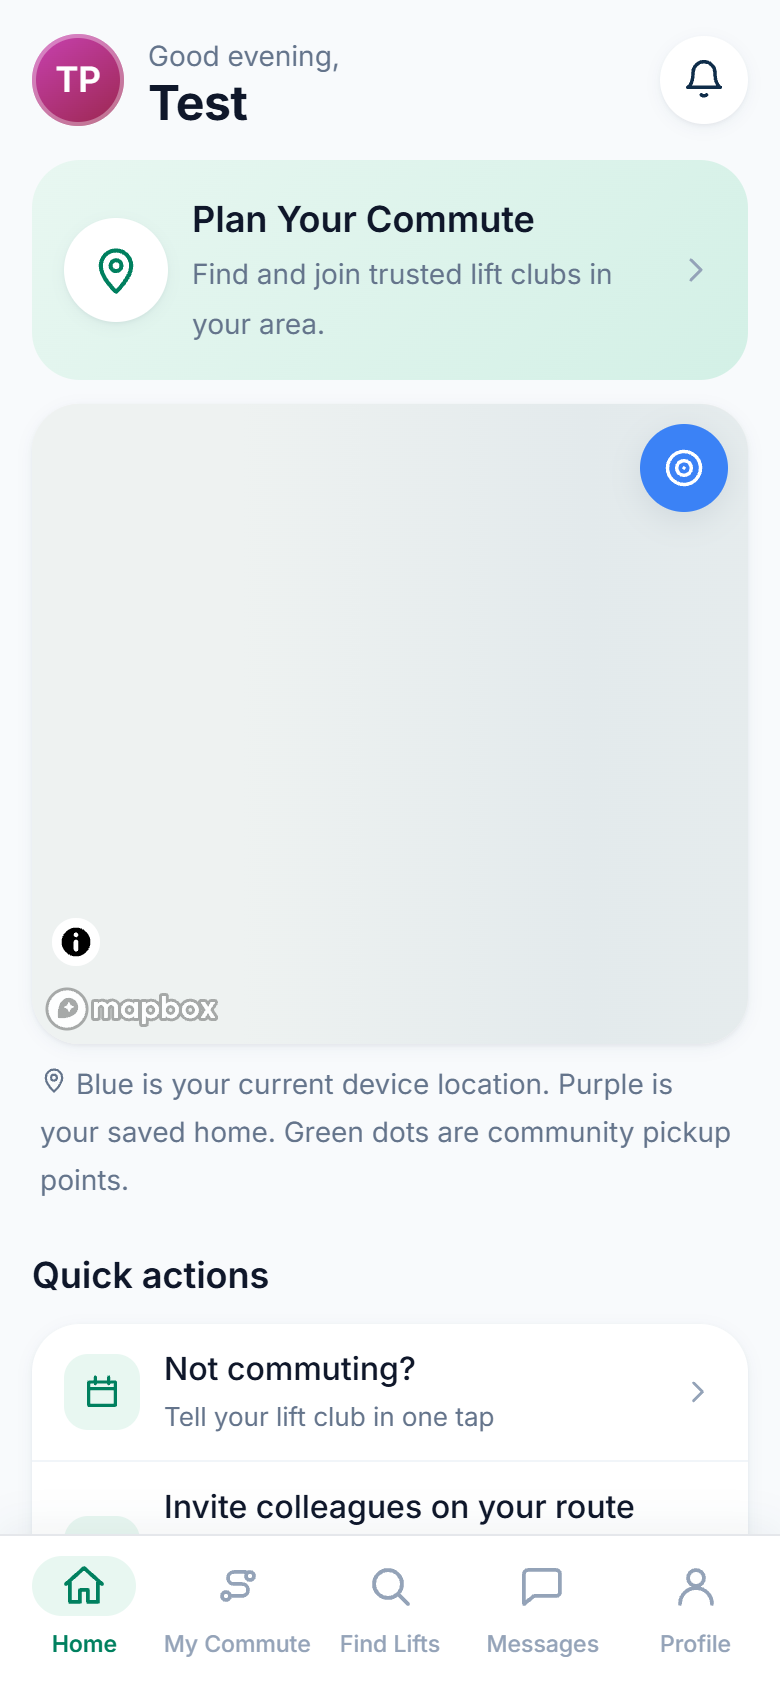 TP
Good evening,
Test
Plan Your Commute
Find and join trusted lift clubs in
your area.
mapbox
Blue is your current device location. Purple is
your saved home. Green dots are community pickup
points.
Quick actions
Not commuting?
Tell your lift club in one tap
Invite colleagues on your route
Home
My Commute
Find Lifts
Messages
Profile